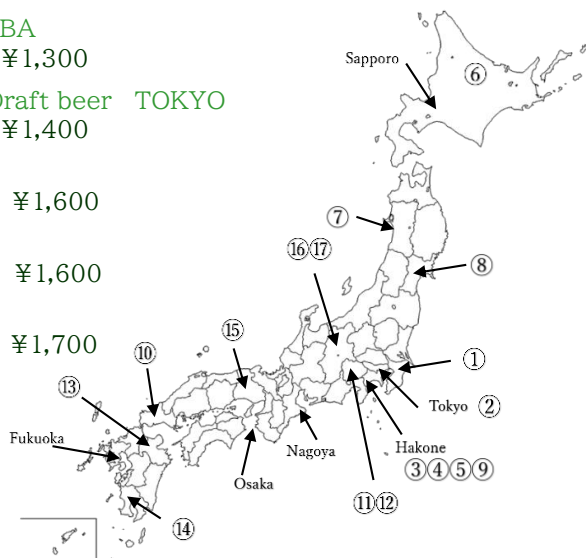 BA
¥1,300
Draft beer TOKYO
¥1,400
¥1,600
¥1,600
¥1,700
Sapporo
⑥
⑦
⑯⑰
⑧
⑮
⑩
①
⑬
Tokyo ②
Fukuoka
Nagoya
Hakone
Osaka
③④⑤⑨
⑪⑫
⑭